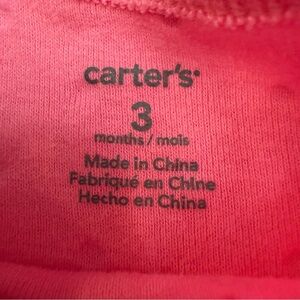 carter's
3
months / mois
Made in China
Fabriqué en Chine
Hecho en China